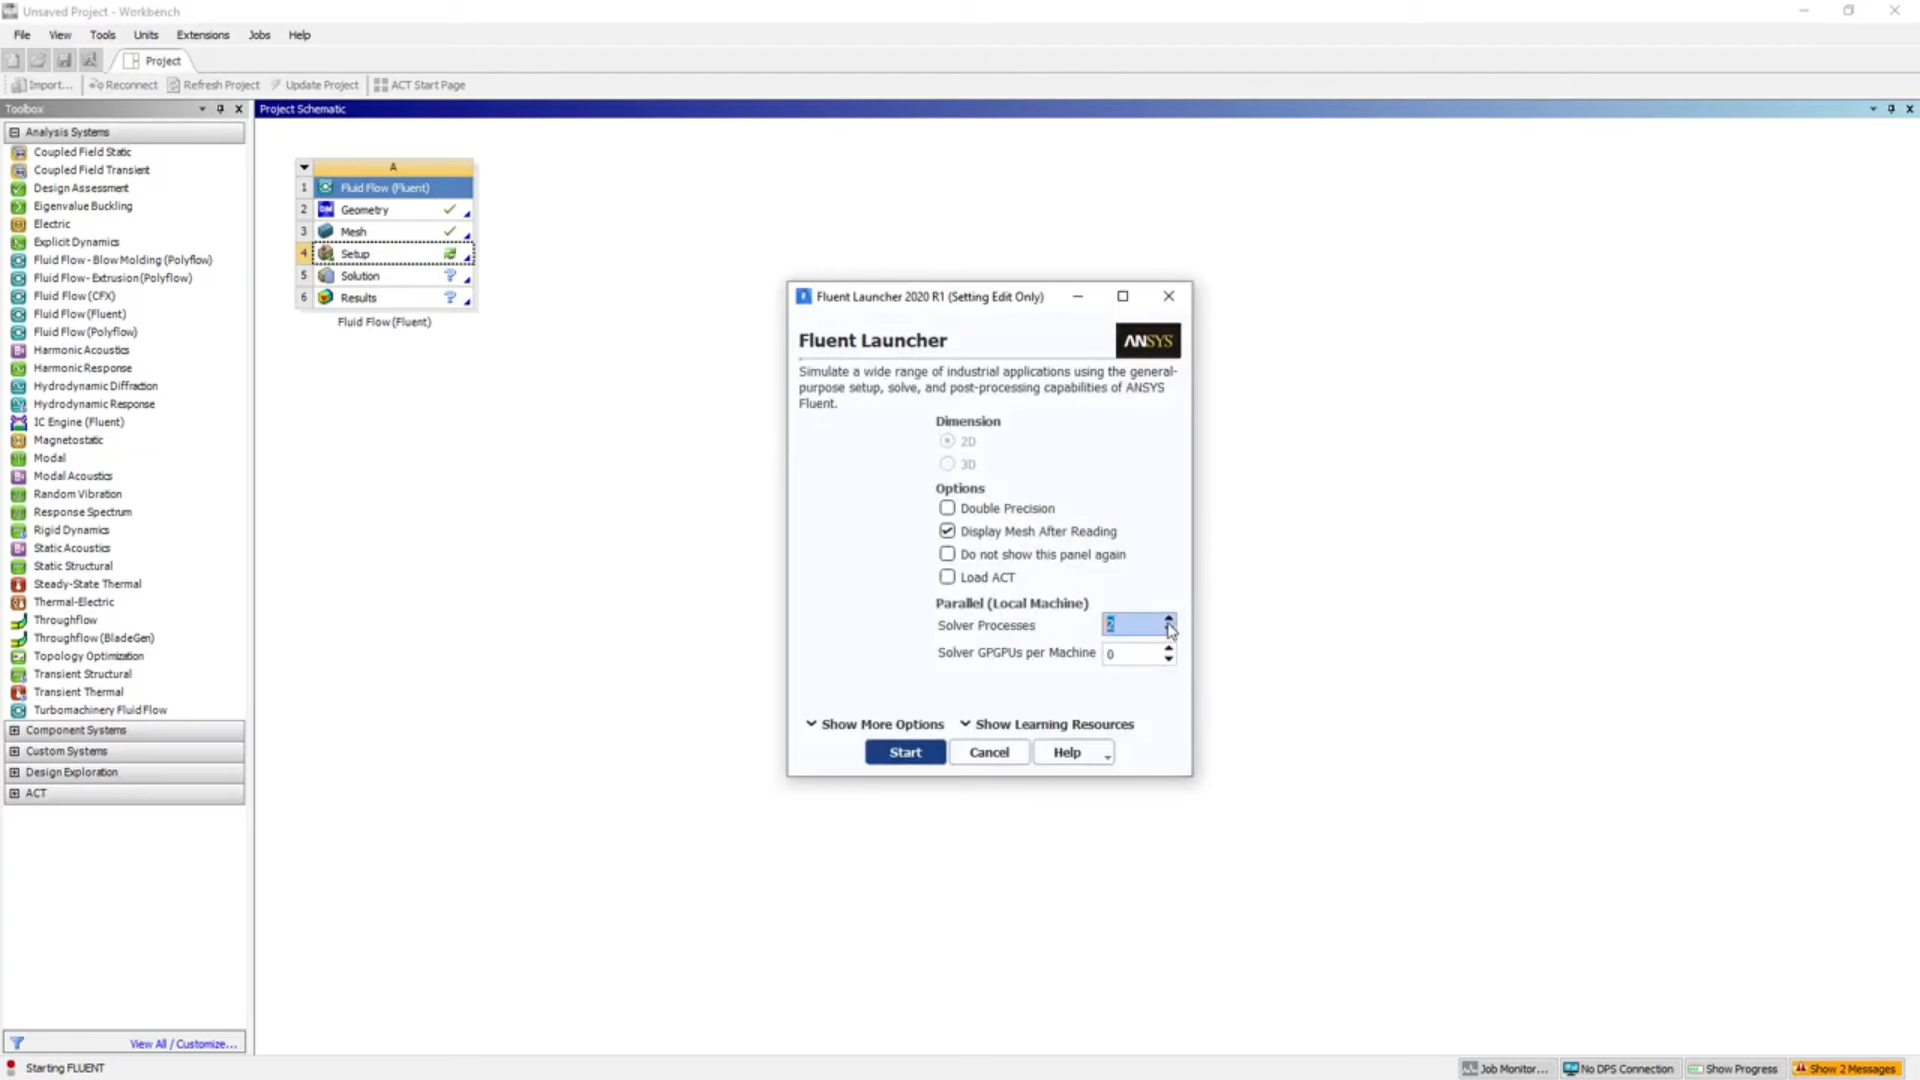 Unsaved Project - Workbench
File View Tools Units Extensions Jobs Help
Project
Import... Reconnect Refresh Project Update Project ACT Start Page
Toolbox
Project Schematic
Analysis Systems
Coupled Field Static
Coupled Field Transient
Design Assessment
Eigenvalue Buckling
Electric
Explicit Dynamics
Fluid Flow - Blow Molding (Polyflow)
Fluid Flow- Extrusion (Polyflow)
Fluid Flow (CFX)
Fluid Flow (Fluent)
Fluid Flow (Polyflow)
Harmonic Acoustics
Harmonic Response
Hydrodynamic Diffraction
Hydrodynamic Response
IC Engine (Fluent)
Magnetostatic
Modal
Modal Acoustics
Random Vibration
Response Spectrum
Rigid Dynamics
Static Acoustics
Static Structural
Steady-State Thermal
Thermal-Electric
Throughflow
Throughflow (BladeGen)
Topology Optimization
Transient Structural
Transient Thermal
Turbomachinery Fluid Flow
Component Systems
Custom Systems
Design Exploration
ACT
View All / Customize...
A
1 Fluid Flow (Fluent)
2 DM Geometry
3 Mesh
4 Setup
5 Solution
6 Results
Fluid Flow (Fluent)
Fluent Launcher 2020 R1 (Setting Edit Only)
Fluent Launcher
ANSYS
Simulate a wide range of industrial applications using the general-
purpose setup, solve, and post-processing capabilities of ANSYS
Fluent.
Dimension
2D
3D
Options
Double Precision
Display Mesh After Reading
Do not show this panel again
Load ACT
Parallel (Local Machine)
Solver Processes 2
Solver GPGPUs per Machine 0
Show More Options Show Learning Resources
Start Cancel Help
Starting FLUENT
Job Monitor... No DPS Connection Show Progress Show 2 Messages